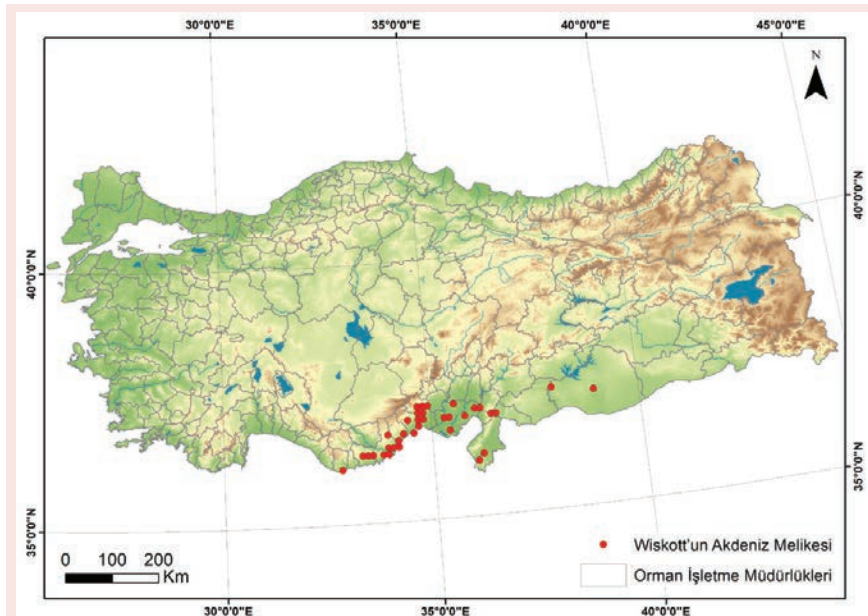 30°0'0"E 35°0'0"E 40°0'0"E 45°0'0"E
N
40°0'0"N
40°0'0"N
35°0'0"N
35°0'0"N
Wiskott'un Akdeniz Melikesi
Orman İşletme Müdürlükleri
0 100 200
Km
30°0'0"E 35°0'0"E 40°0'0"E